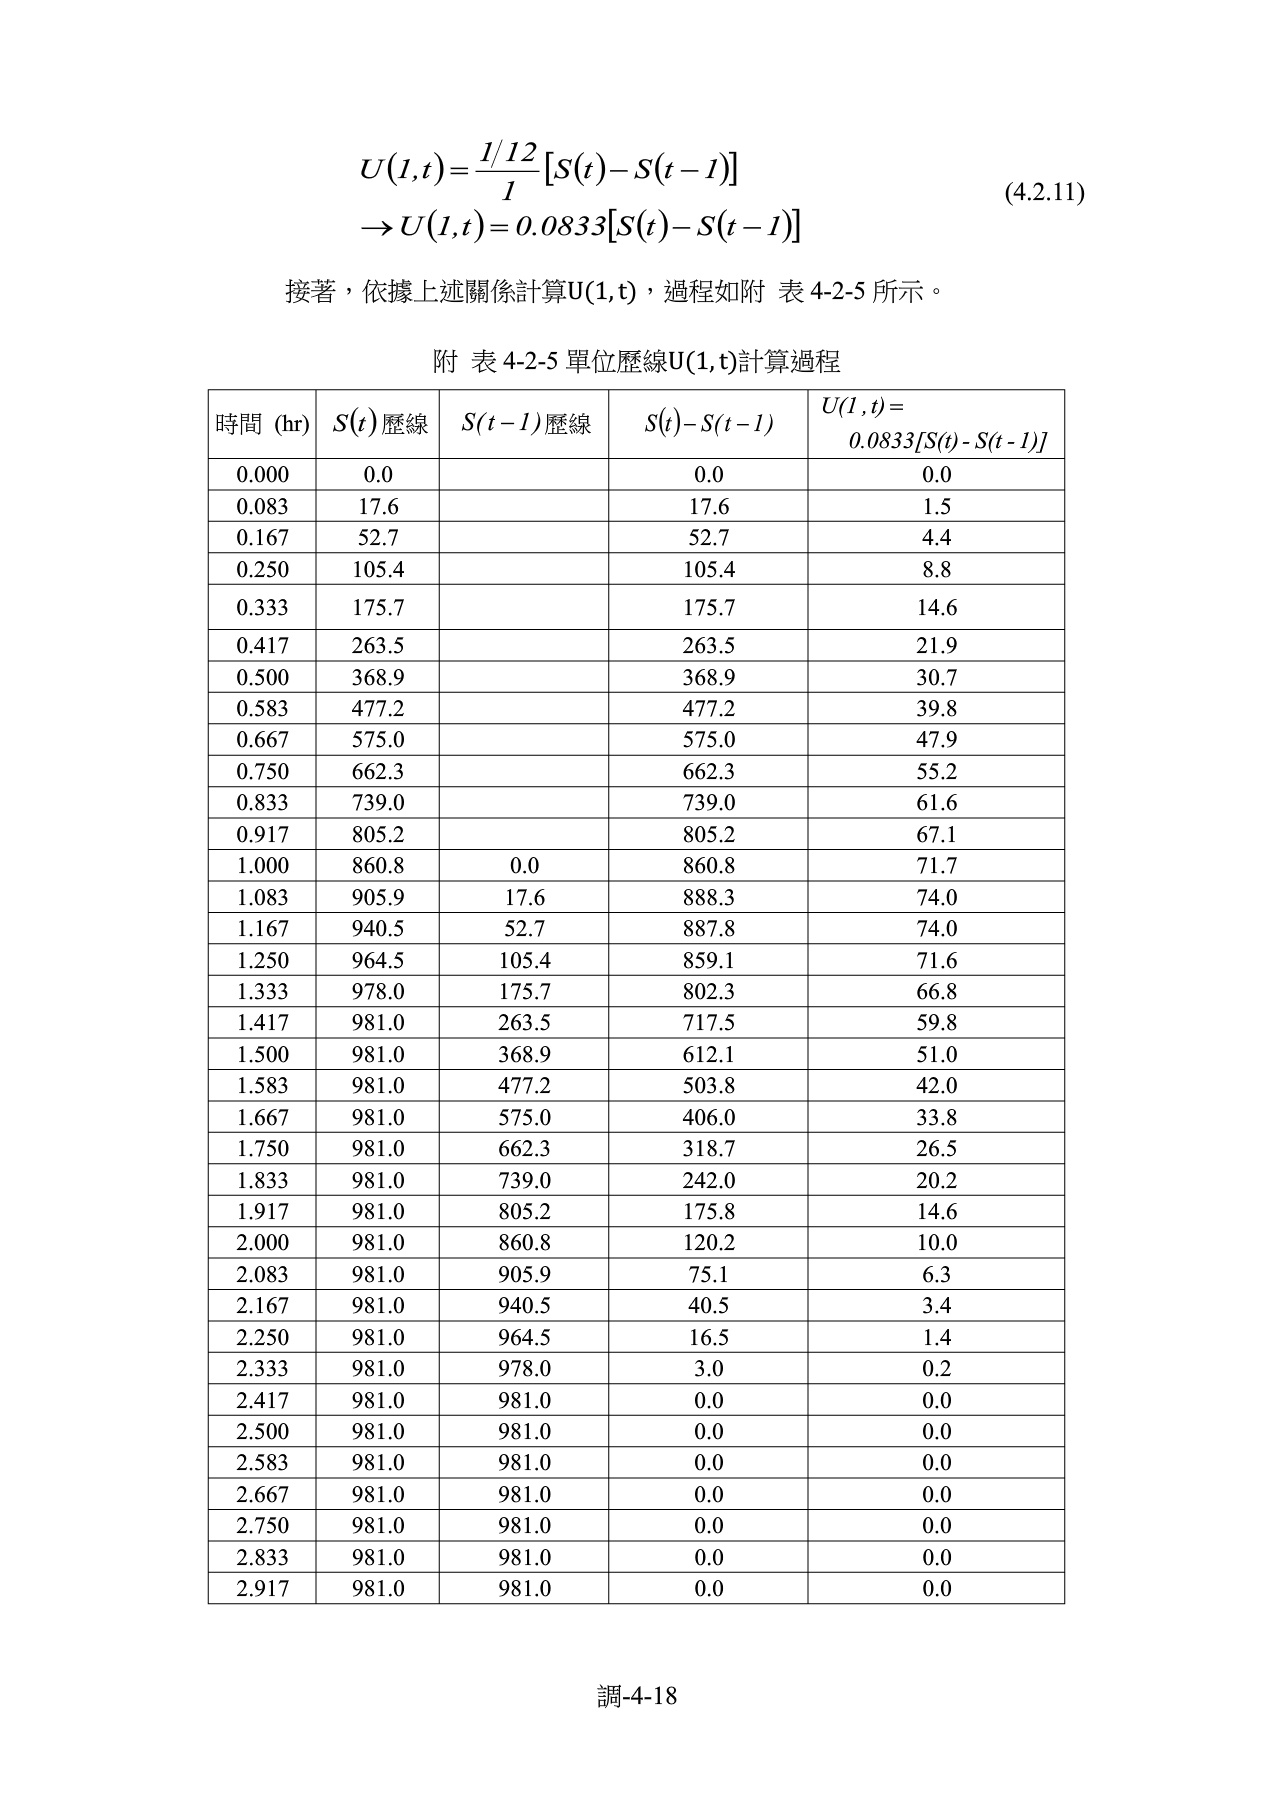 U(1,t)=\frac{1/12}{1}[S(t)−S(t−1)]
(4.2.11)
→U(1,t)=0.0833[S(t)−S(t−1)]
接著，依據上述關係計算U(1,t)，過程如附 表 4-2-5 所示。
附 表 4-2-5 單位歷線U(1,t)計算過程
時間 (hr) S(t)歷線 S(t−1)歷線 S(t)−S(t−1) U(1,t)=
0.0833[S(t)-S(t-1)]
0.000 0.0 0.0 0.0
0.083 17.6 17.6 1.5
0.167 52.7 52.7 4.4
0.250 105.4 105.4 8.8
0.333 175.7 175.7 14.6
0.417 263.5 263.5 21.9
0.500 368.9 368.9 30.7
0.583 477.2 477.2 39.8
0.667 575.0 575.0 47.9
0.750 662.3 662.3 55.2
0.833 739.0 739.0 61.6
0.917 805.2 805.2 67.1
1.000 860.8 0.0 860.8 71.7
1.083 905.9 17.6 888.3 74.0
1.167 940.5 52.7 887.8 74.0
1.250 964.5 105.4 859.1 71.6
1.333 978.0 175.7 802.3 66.8
1.417 981.0 263.5 717.5 59.8
1.500 981.0 368.9 612.1 51.0
1.583 981.0 477.2 503.8 42.0
1.667 981.0 575.0 406.0 33.8
1.750 981.0 662.3 318.7 26.5
1.833 981.0 739.0 242.0 20.2
1.917 981.0 805.2 175.8 14.6
2.000 981.0 860.8 120.2 10.0
2.083 981.0 905.9 75.1 6.3
2.167 981.0 940.5 40.5 3.4
2.250 981.0 964.5 16.5 1.4
2.333 981.0 978.0 3.0 0.2
2.417 981.0 981.0 0.0 0.0
2.500 981.0 981.0 0.0 0.0
2.583 981.0 981.0 0.0 0.0
2.667 981.0 981.0 0.0 0.0
2.750 981.0 981.0 0.0 0.0
2.833 981.0 981.0 0.0 0.0
2.917 981.0 981.0 0.0 0.0
調-4-18